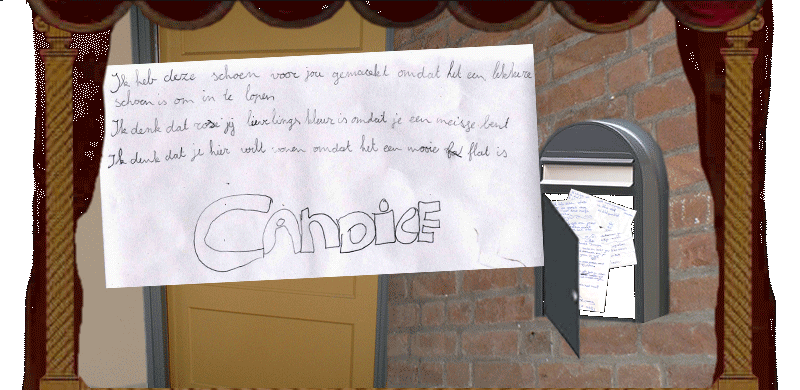 Ik heb deze schoen voor jou gemaakt omdat het een lekkere
schoen is om in te lopen
Ik denk dat rose jij lievlings kleur is omdat je een meisze bent
Ik denk dat je hier wilt wonen omdat het een mooie flat is
CANDICE